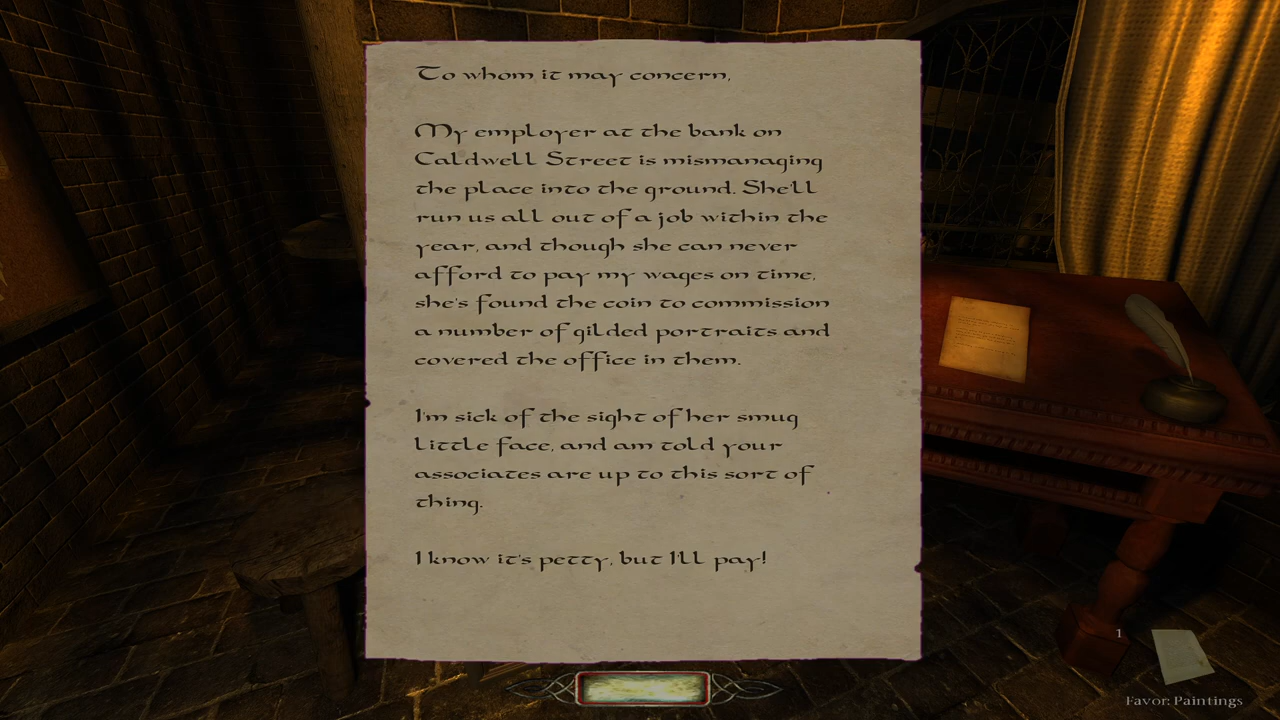 To whom it may concern,
My employer at the bank on
Caldwell Street is mismanaging
the place into the ground. She'll
run us all out of a job within the
year, and though she can never
afford to pay my wages on time,
she's found the coin to commission
a number of gilded portraits and
covered the office in them.
I'm sick of the sight of her smug
little face, and am told your
associates are up to this sort of
thing.
I know it's petty, but I'll pay!
1
Favor: Paintings